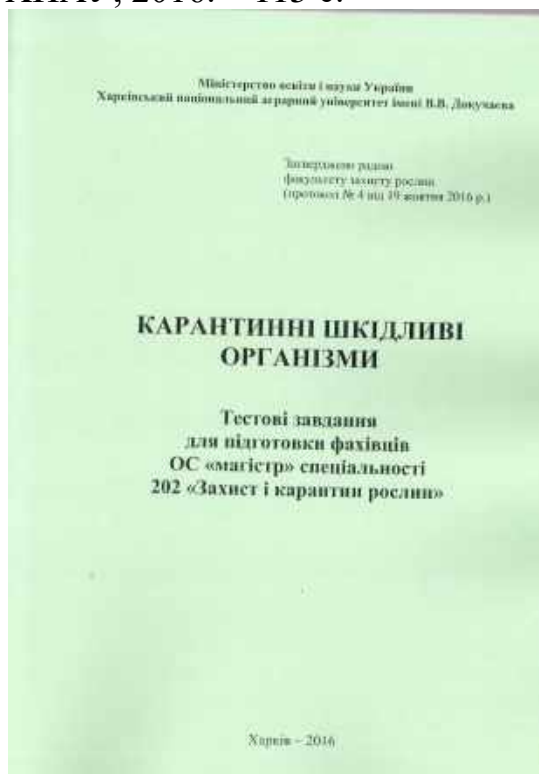 ХНАУ, 2016. – 113 с.
Міністерство освіти і науки України
Харківський національний аграрний університет імені В.В. Докучаєва
Затверджено радою
факультету захисту рослин
(протокол № 4 від 19 жовтня 2016 р.)
КАРАНТИННІ ШКІДЛИВІ
ОРГАНІЗМИ
Тестові завдання
для підготовки фахівців
ОС «магістр» спеціальності
202 «Захист і карантин рослин»
Харків – 2016